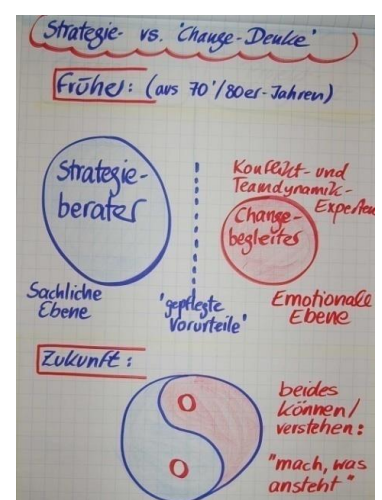 Strategie- vs. 'Change-Denke'
Früher: (aus 70'/80er-Jahren)
Strategie-
berater
Sachliche
Ebene
'gepflegte
Vorurteile'
Konflikt- und
Teamdynamik-
Experten
Change-
begleiter
Emotionale
Ebene
Zukunft:
beides
können/
verstehen:
"mach, was
ansteht"